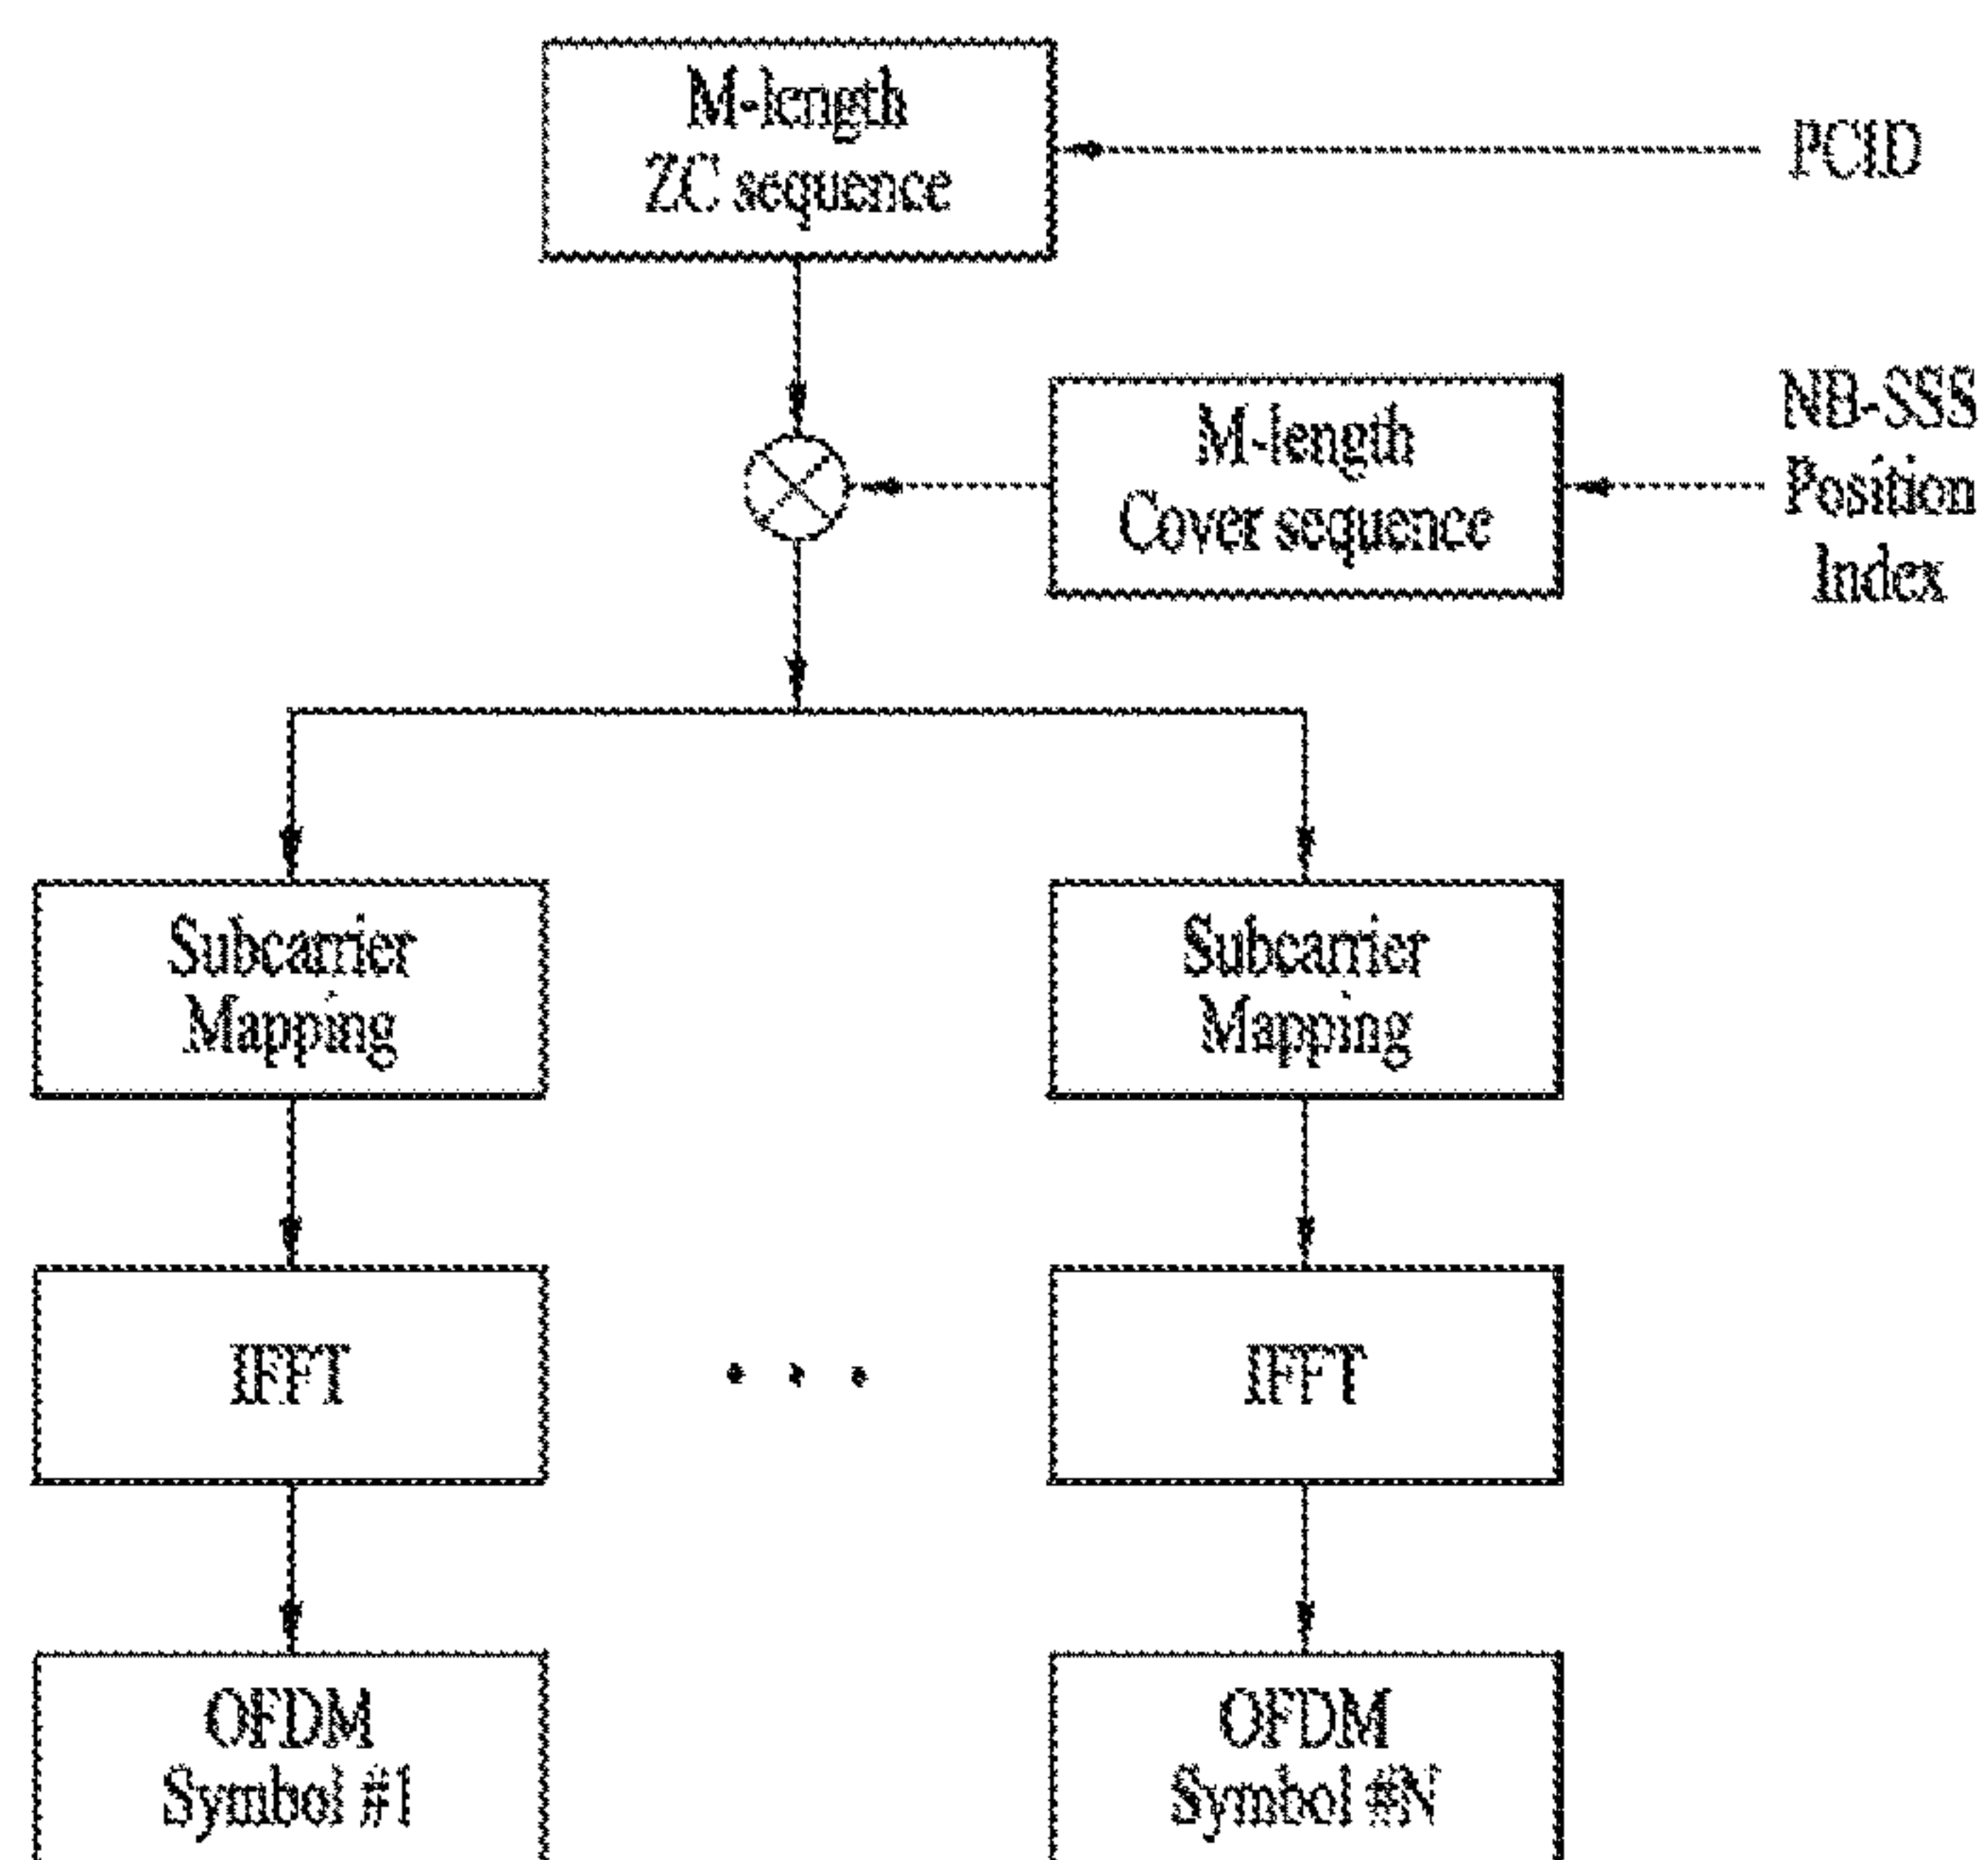 M-length
ZC sequence
PCID
M-length
Cover sequence
NB-SSS
Position
Index
Subcarrier
Mapping
Subcarrier
Mapping
IFFT
IFFT
OFDM
Symbol #1
OFDM
Symbol #N